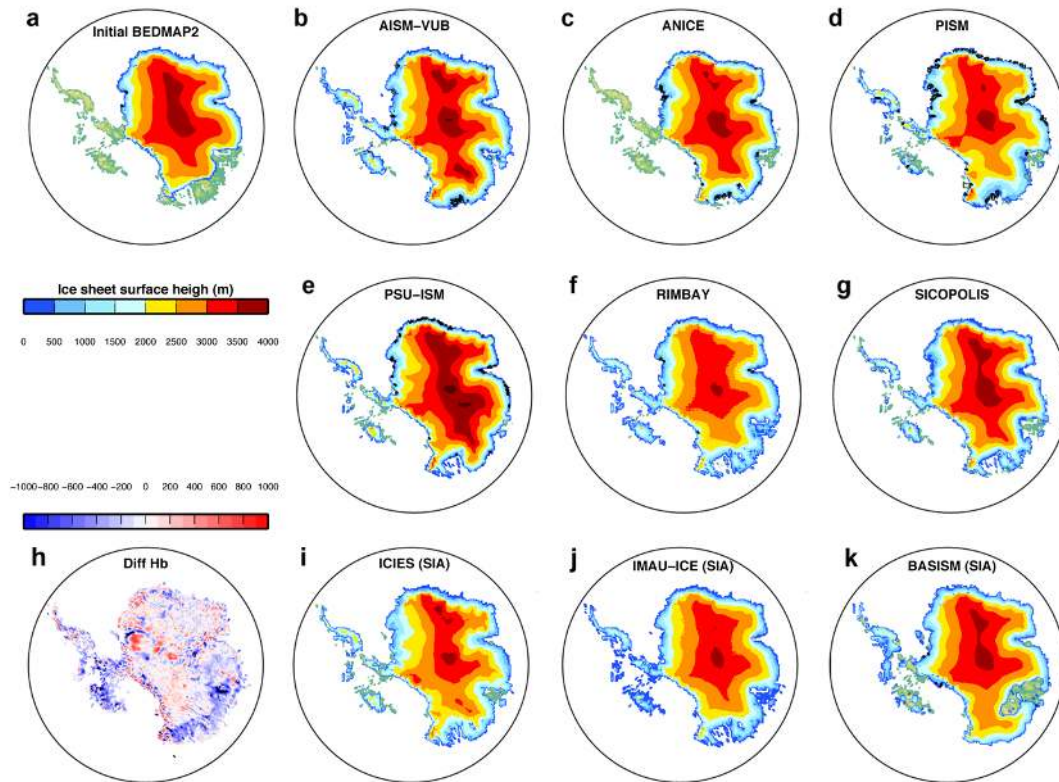 a
Initial BEDMAP2
b
AISM-VUB
c
ANICE
d
PISM
Ice sheet surface heigh (m)
0 500 1000 1500 2000 2500 3000 3500 4000
e
PSU-ISM
f
RIMBAY
g
SICOPOLIS
-1000 -800 -600 -400 -200 0 200 400 600 800 1000
h
Diff Hb
i
ICIES (SIA)
j
IMAU-ICE (SIA)
k
BASISM (SIA)